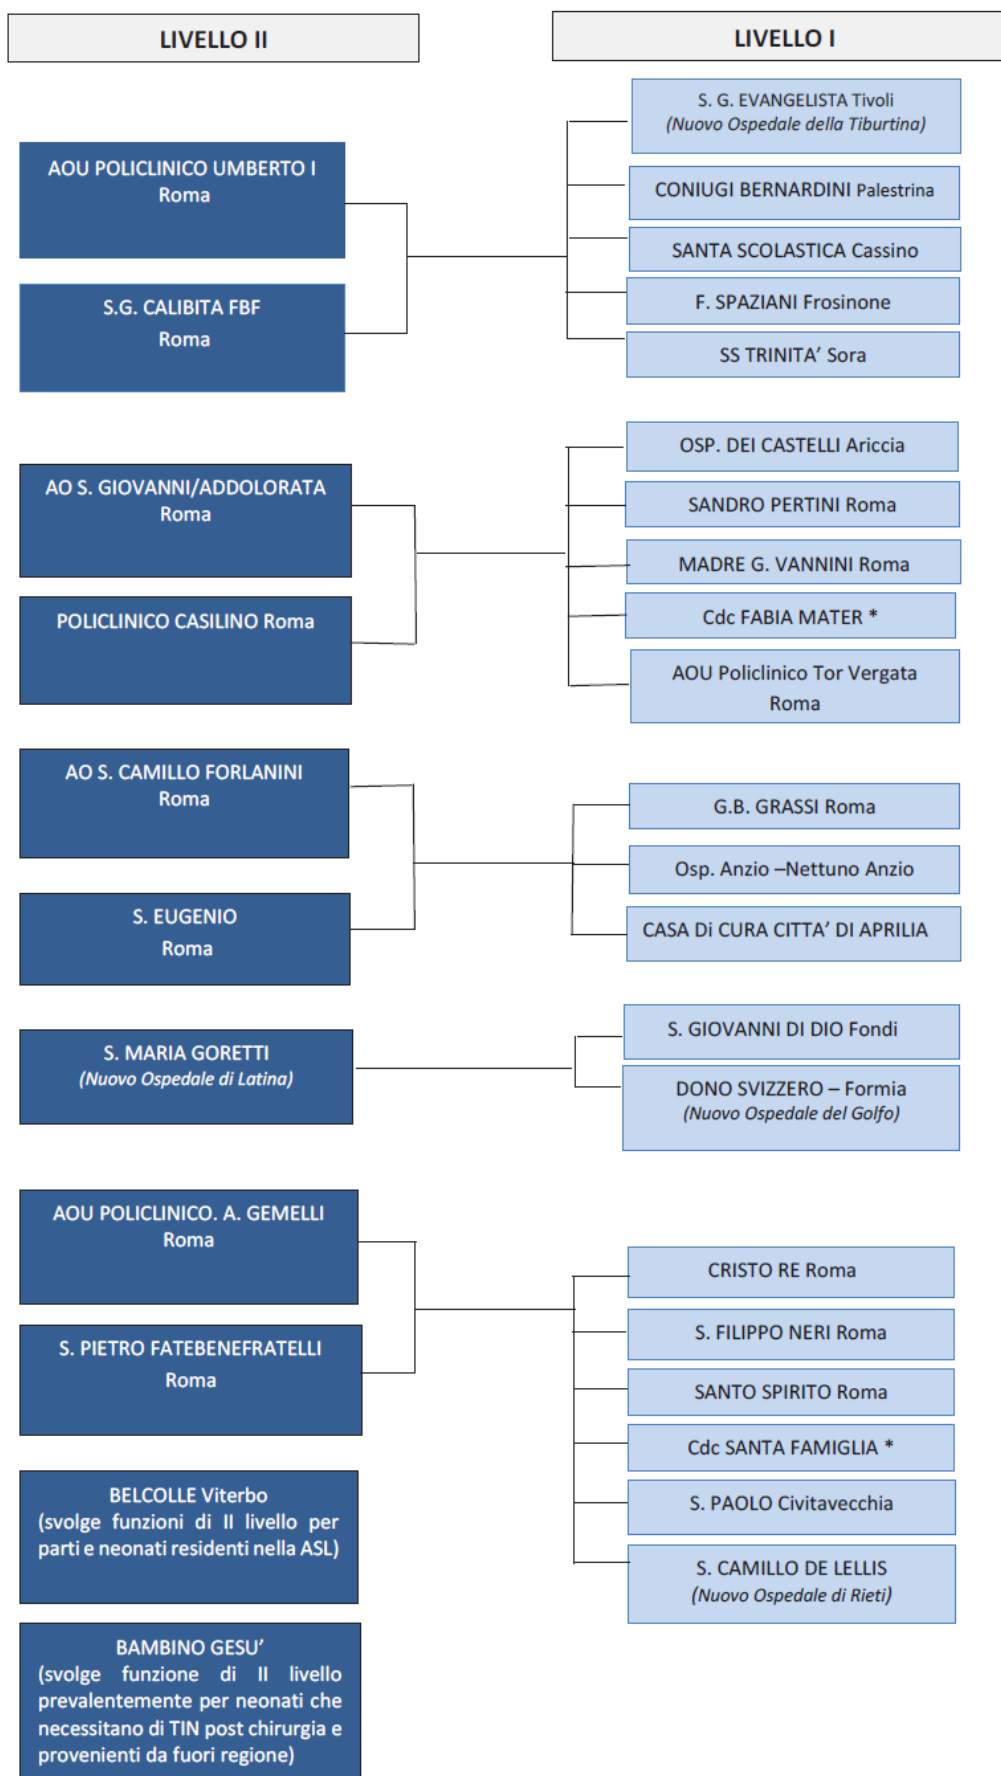 LIVELLO II
LIVELLO I
AOU POLICLINICO UMBERTO I
Roma
S.G. CALIBITA FBF
Roma
S. G. EVANGELISTA Tivoli
(Nuovo Ospedale della Tiburtina)
CONIUGI BERNARDINI Palestrina
SANTA SCOLASTICA Cassino
F. SPAZIANI Frosinone
SS TRINITA’ Sora
AO S. GIOVANNI/ADDOLORATA
Roma
POLICLINICO CASILINO Roma
OSP. DEI CASTELLI Ariccia
SANDRO PERTINI Roma
MADRE G. VANNINI Roma
Cdc FABIA MATER *
AOU Policlinico Tor Vergata
Roma
AO S. CAMILLO FORLANINI
Roma
S. EUGENIO
Roma
G.B. GRASSI Roma
Osp. Anzio –Nettuno Anzio
CASA Di CURA CITTA’ DI APRILIA
S. MARIA GORETTI
(Nuovo Ospedale di Latina)
S. GIOVANNI DI DIO Fondi
DONO SVIZZERO – Formia
(Nuovo Ospedale del Golfo)
AOU POLICLINICO. A. GEMELLI
Roma
S. PIETRO FATEBENEFRATELLI
Roma
CRISTO RE Roma
S. FILIPPO NERI Roma
SANTO SPIRITO Roma
Cdc SANTA FAMIGLIA *
S. PAOLO Civitavecchia
S. CAMILLO DE LELLIS
(Nuovo Ospedale di Rieti)
BELCOLLE Viterbo
(svolge funzioni di II livello per
parti e neonati residenti nella ASL)
BAMBINO GESU’
(svolge funzione di II livello
prevalentemente per neonati che
necessitano di TIN post chirurgia e
provenienti da fuori regione)